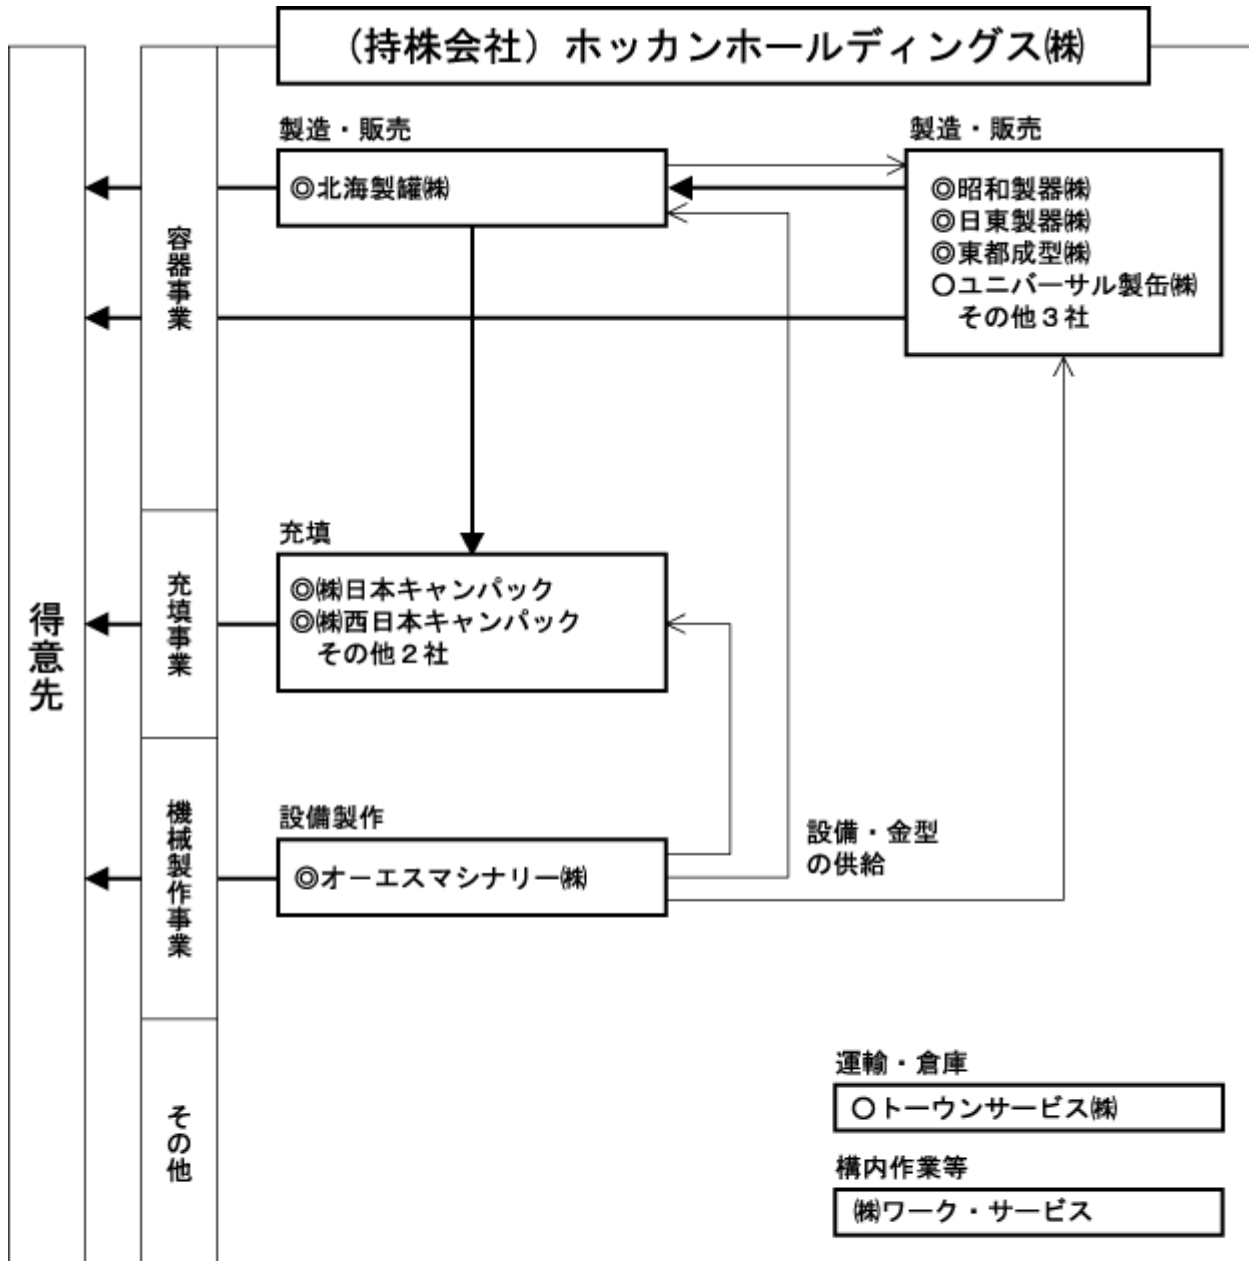 （持株会社）ホッカンホールディングス㈱
得意先
容器事業
製造・販売
◎北海製罐㈱
製造・販売
◎昭和製器㈱
◎日東製器㈱
◎東都成型㈱
○ユニバーサル製缶㈱
その他３社
充填事業
充填
◎㈱日本キャンパック
◎㈱西日本キャンパック
その他２社
機械製作事業
設備製作
◎オーエスマシナリー㈱
設備・金型
の供給
その他
運輸・倉庫
○トーウンサービス㈱
構内作業等
㈱ワーク・サービス